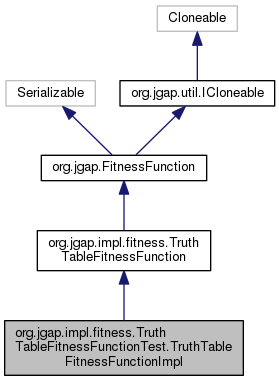 Cloneable
Serializable
org.jgap.util.ICloneable
org.jgap.FitnessFunction
org.jgap.impl.fitness.Truth
TableFitnessFunction
org.jgap.impl.fitness.Truth
TableFitnessFunctionTest.TruthTable
FitnessFunctionImpl